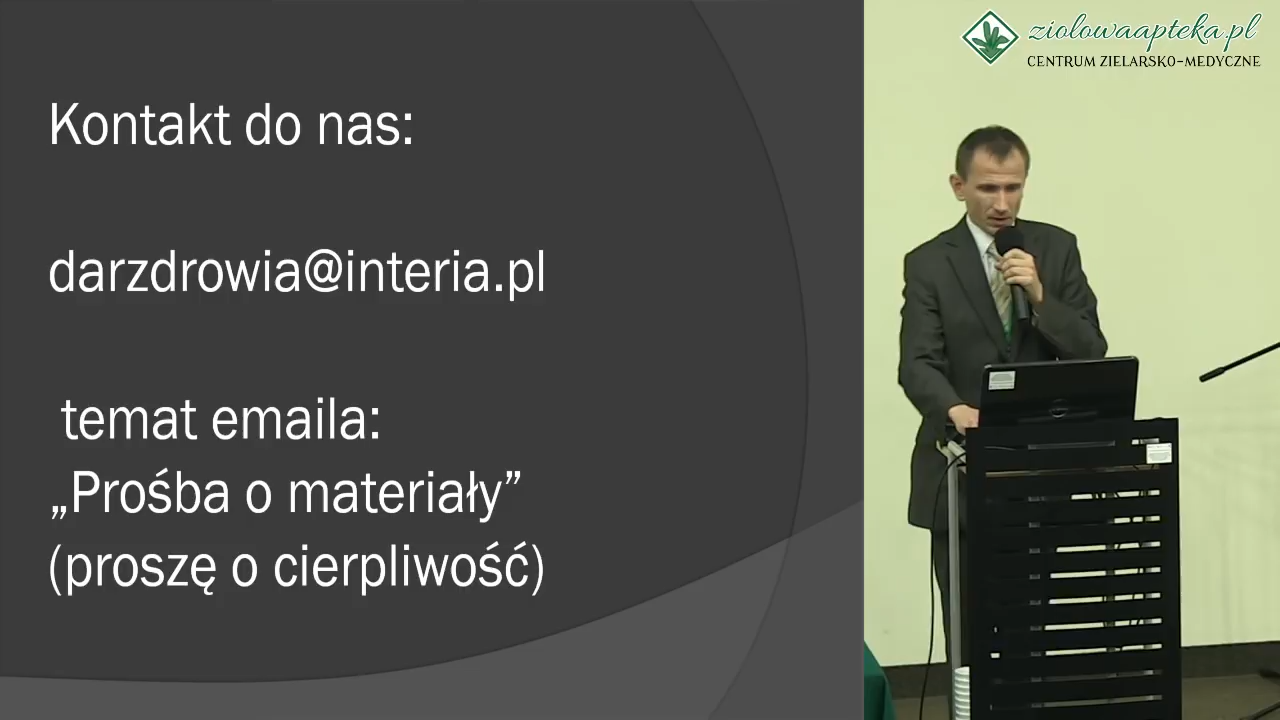 Kontakt do nas:
darzdrowia@interia.pl
temat emaila:
„Prośba o materiały”
(proszę o cierpliwość)
ziolowaapteka.pl
CENTRUM ZIELARSKO-MEDYCZNE